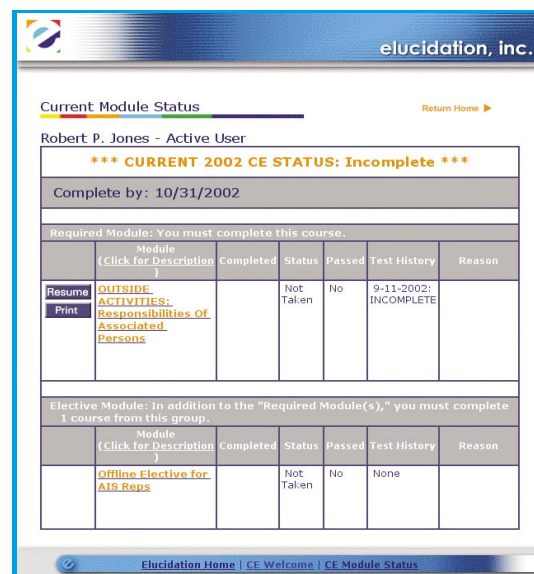 elucidation, inc.
Current Module Status
Return Home
Robert P. Jones - Active User
*** CURRENT 2002 CE STATUS: Incomplete ***
Complete by: 10/31/2002
Required Module: You must complete this course.
Module
(Click for Description
)
Completed
Status
Passed
Test History
Reason
Resume
Print
OUTSIDE
ACTIVITIES:
Responsibilities Of
Associated
Persons
Not
Taken
No
9-11-2002:
INCOMPLETE
Elective Module: In addition to the "Required Module(s)," you must complete
1 course from this group.
Module
(Click for Description
)
Completed
Status
Passed
Test History
Reason
Offline Elective for
AIS Reps
Not
Taken
No
None
Elucidation Home | CE Welcome | CE Module Status